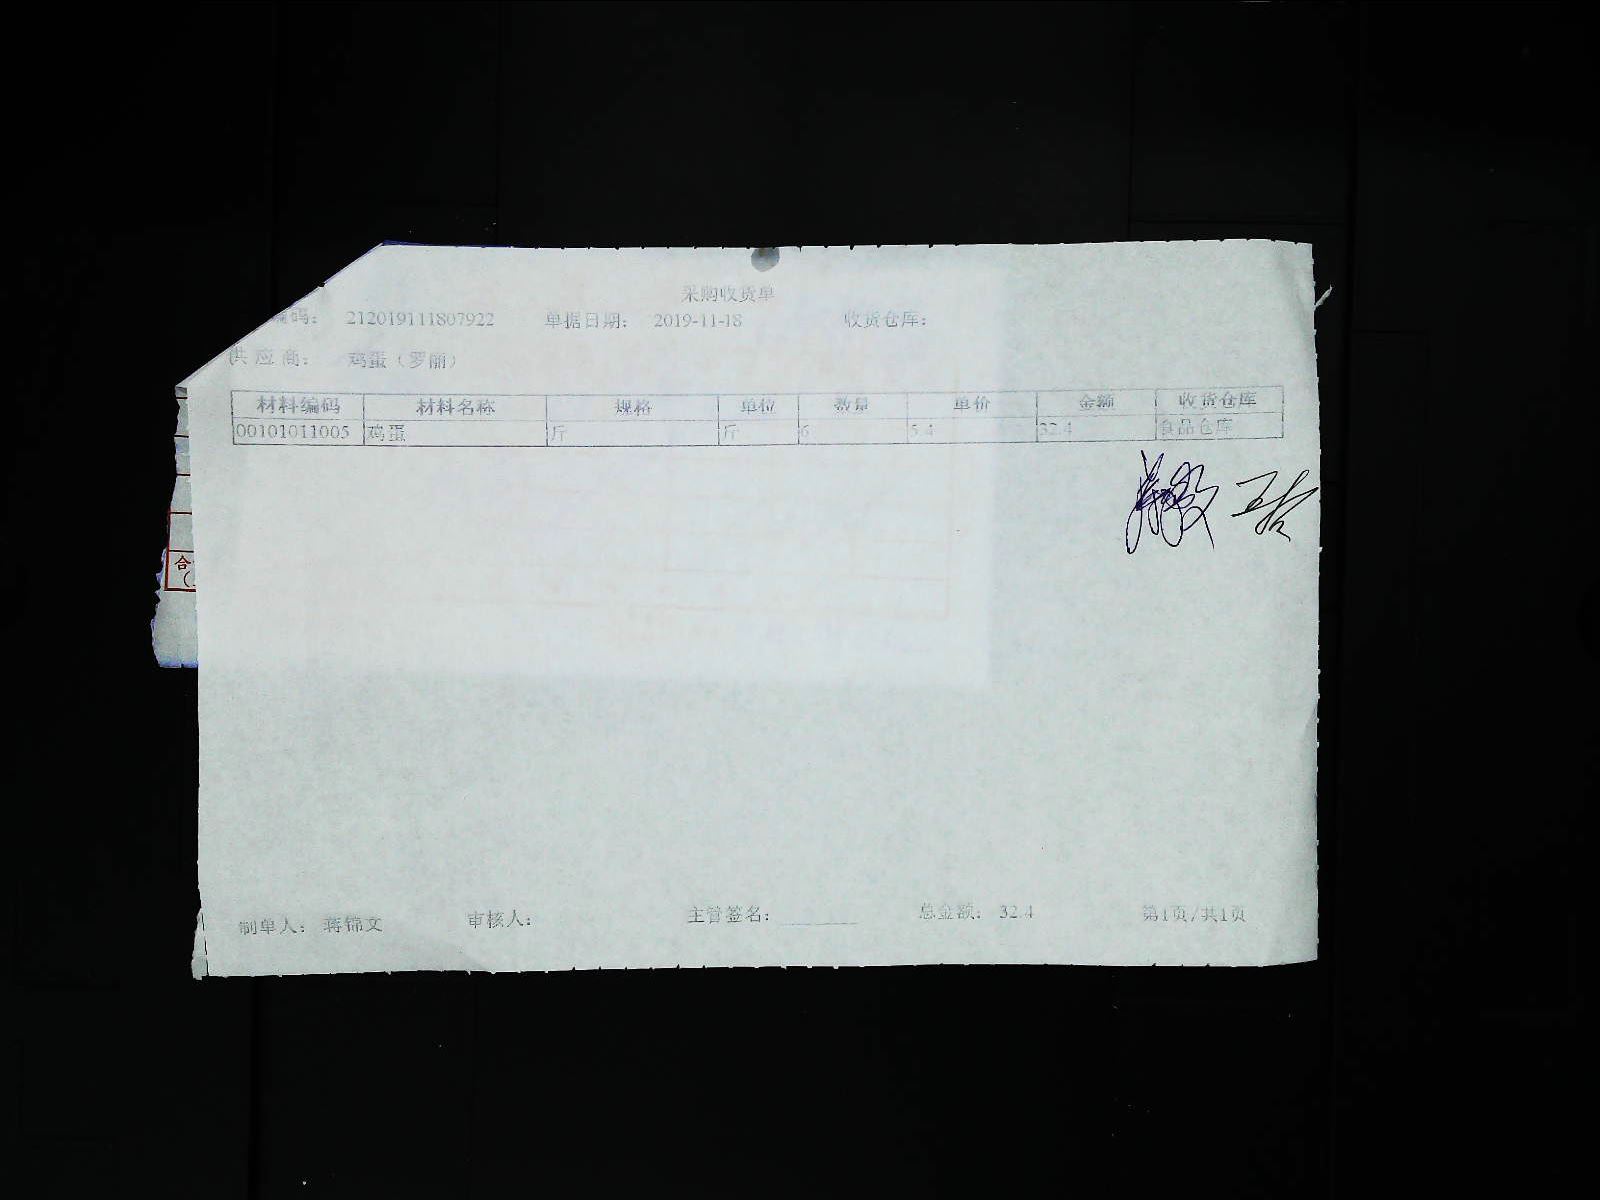 采购收货单
编码： 212019111807922 单据日期： 2019-11-18 收货仓库：
供应商： 鸡蛋（罗丽）
材料编码 材料名称 规格 单位 数量 单价 金额 收货仓库
00101011005 鸡蛋 斤 斤 6 5.4 32.4 食品仓库
合
制单人： 蒋锦文 审核人： 主管签名： 总金额： 32.4 第1页/共1页